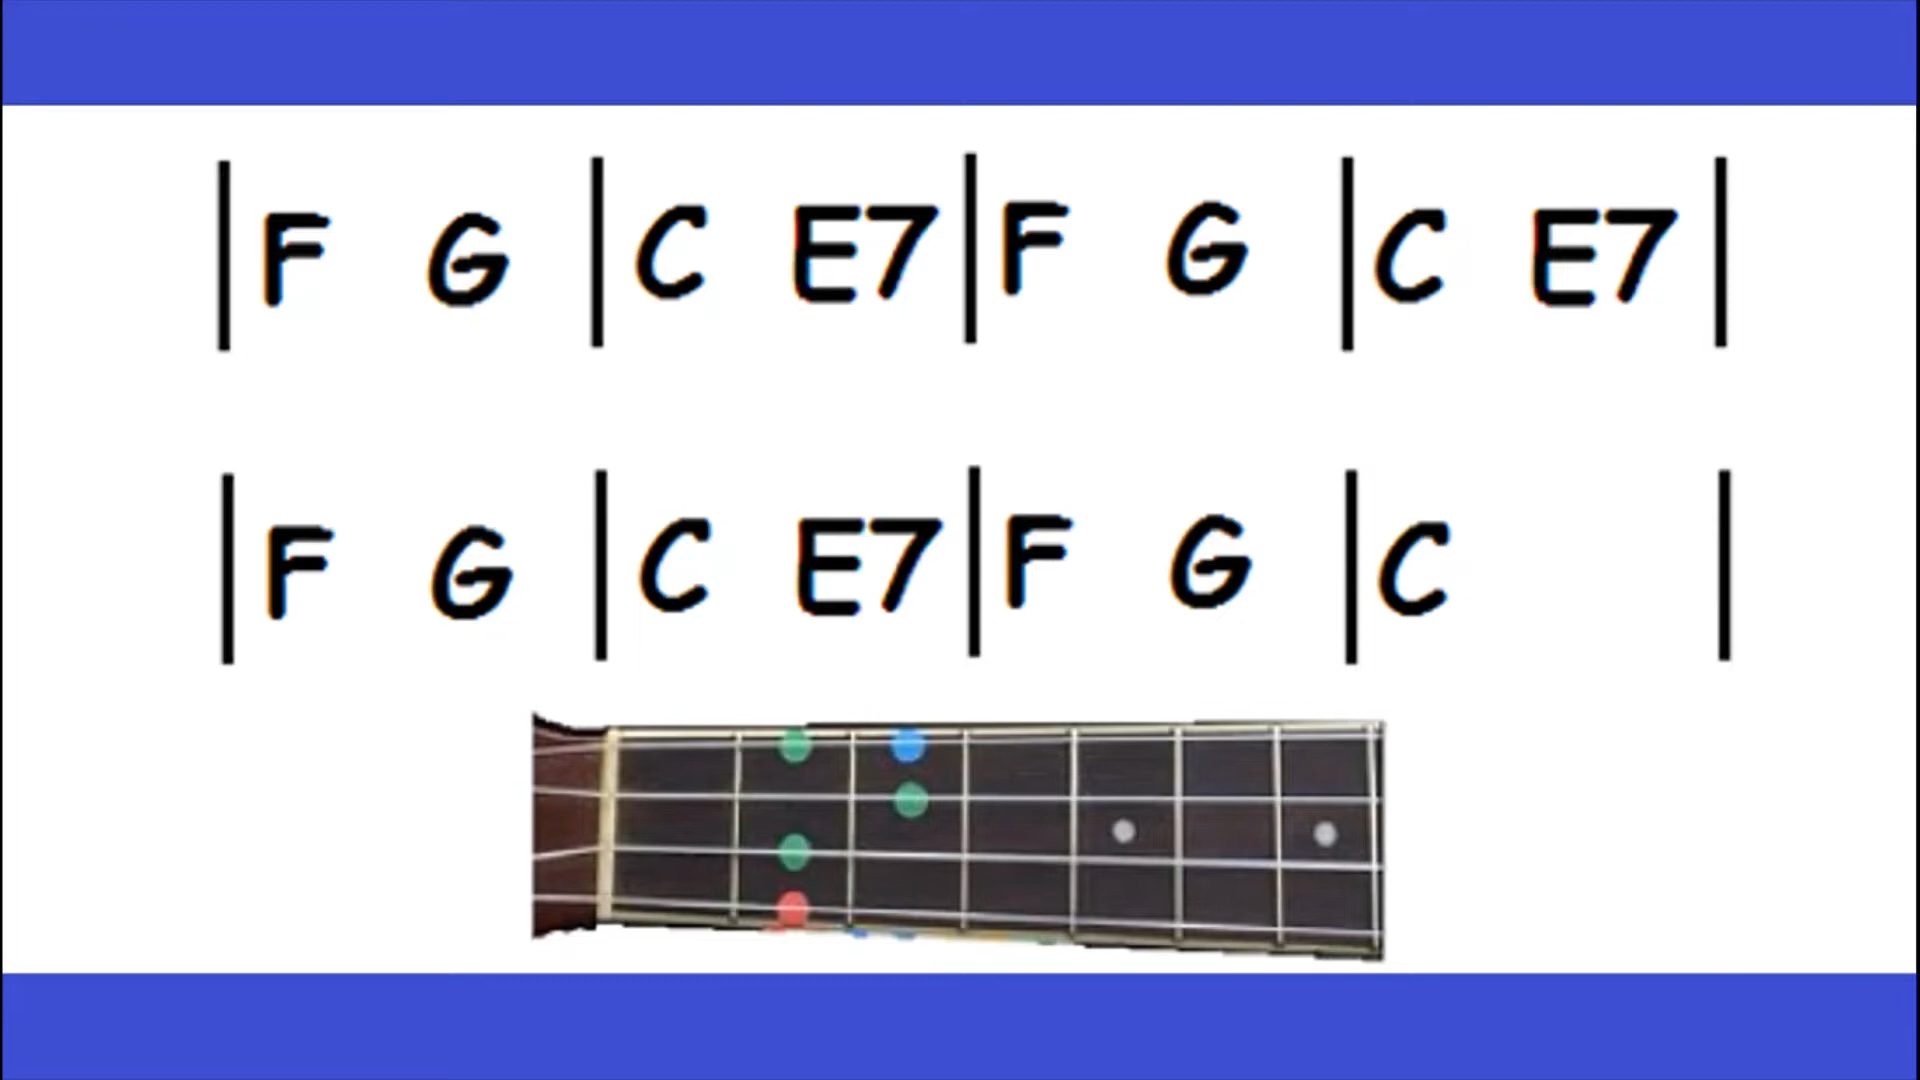 | F G | C E7 | F G | C E7 |
| F G | C E7 | F G | C |